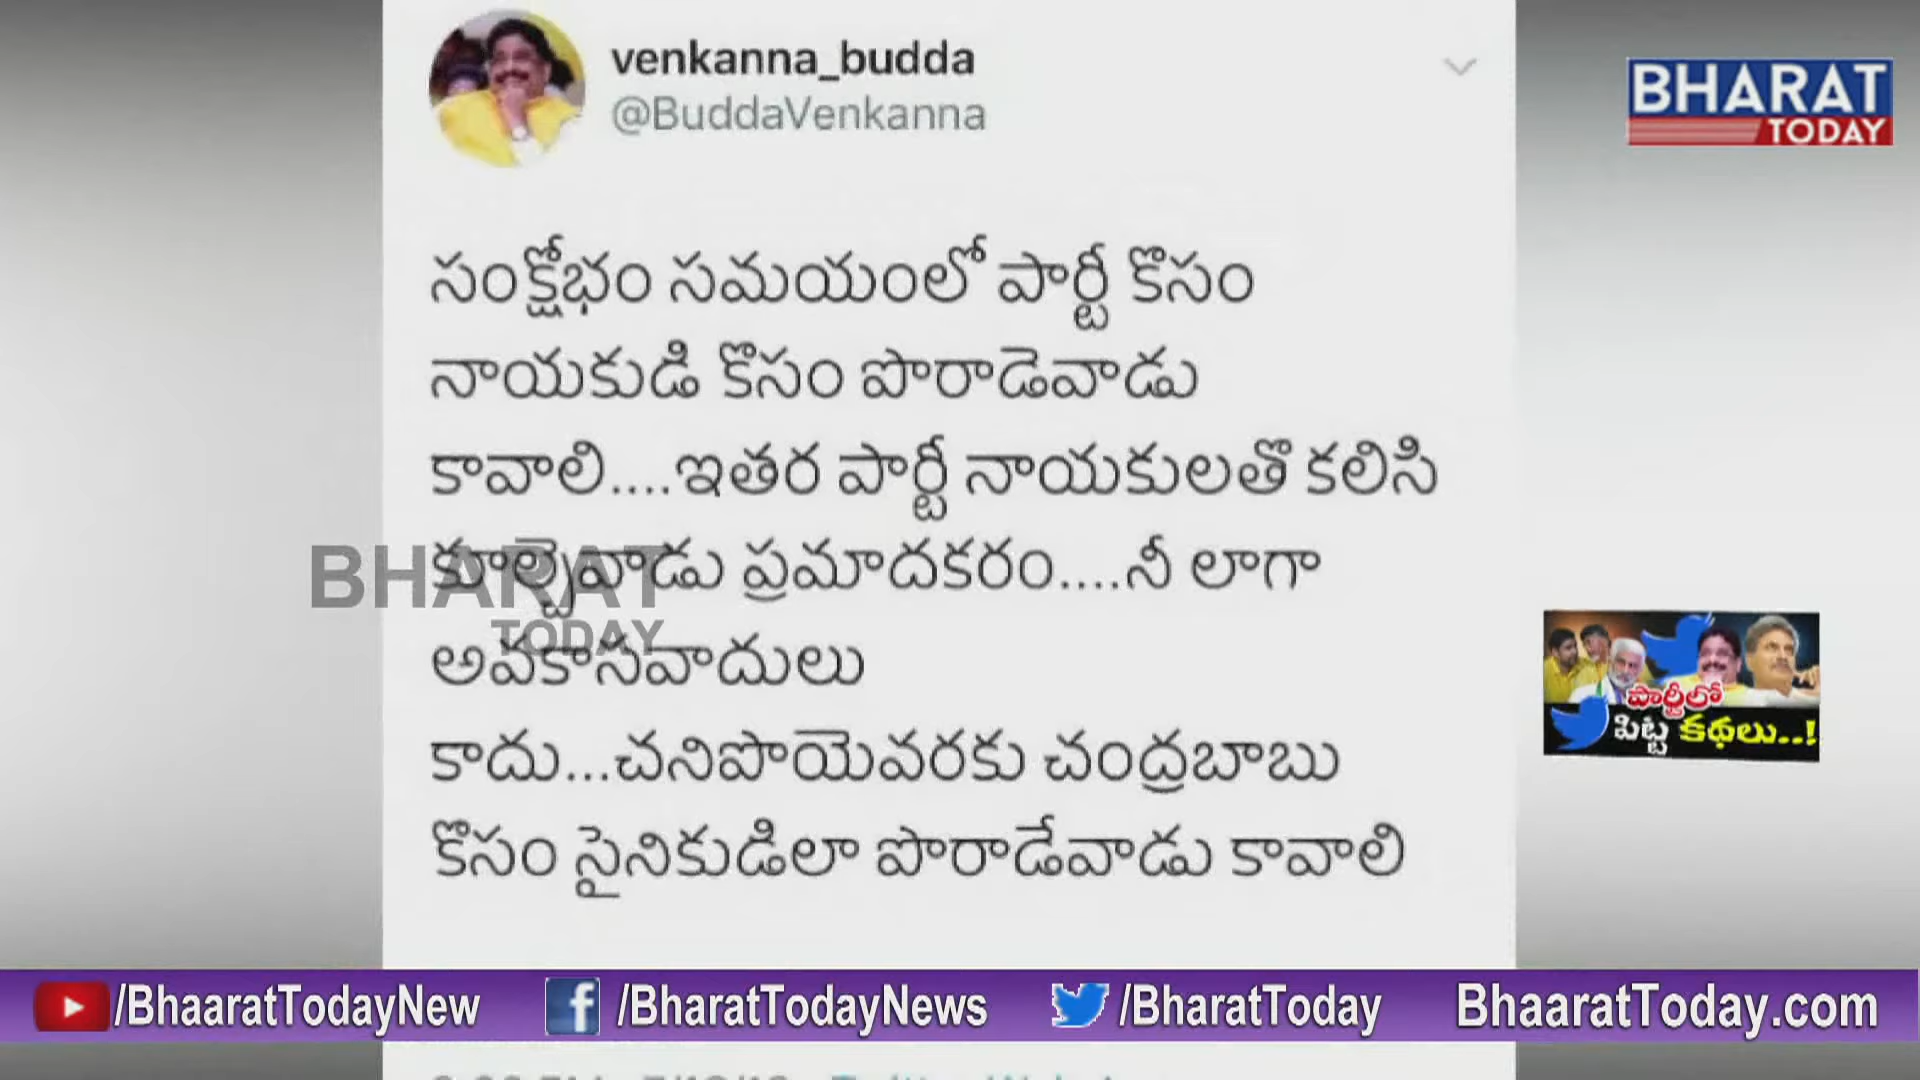 venkanna_budda
@BuddaVenkanna
BHARAT
TODAY
సంక్షోభం సమయంలో పార్టీ కొసం
నాయకుడి కొసం పొరాడెవాడు
కావాలి....ఇతర పార్టీ నాయకులతొ కలిసి
కూల్చెవాడు ప్రమాదకరం....నీ లాగా
అవకాసవాదులు
కాదు...చనిపొయెవరకు చంద్రబాబు
కొసం సైనికుడిలా పొరాడేవాడు కావాలి
BHARAT
TODAY
పార్టీలో
పిట్ట కథలు..!
/BhaaratTodayNew /BharatTodayNews /BharatToday BhaaratToday.com